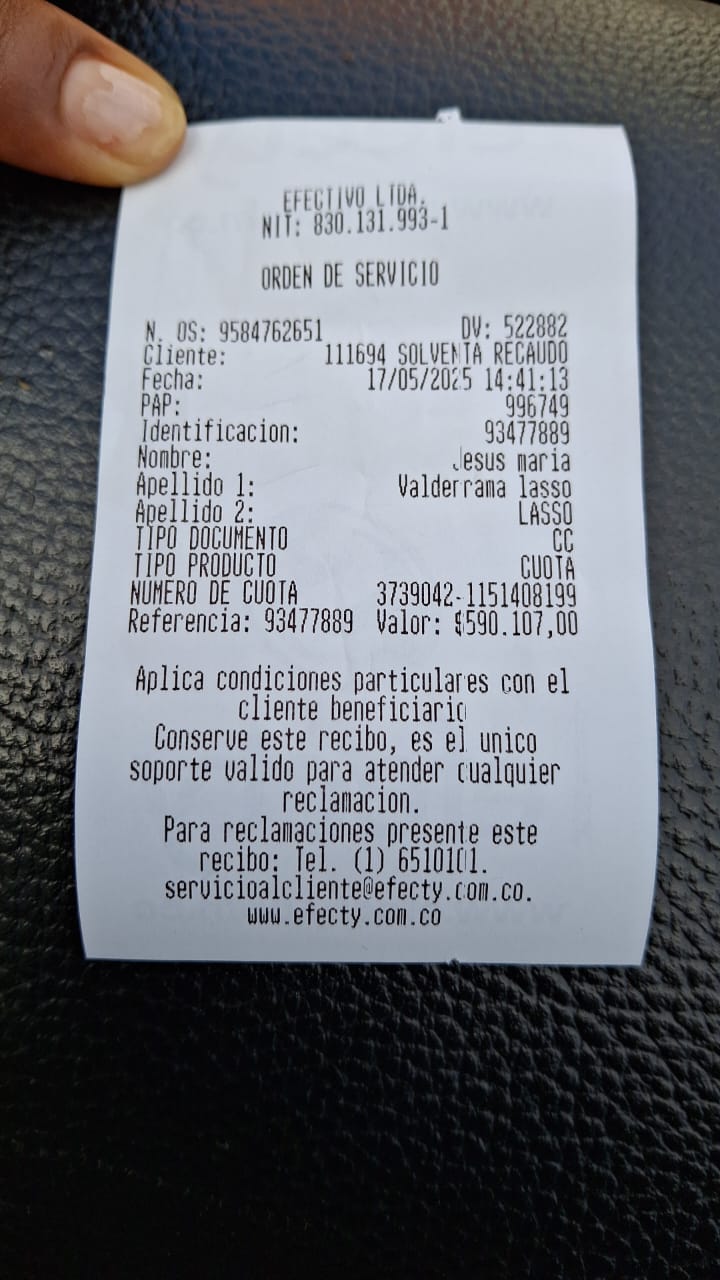 EFECTIVO LTDA.
NIT: 830.131.993-1
ORDEN DE SERVICIO
N. OS: 9584762651 DV: 522882
Cliente: 111694 SOLVENTA RECAUDO
Fecha: 17/05/2025 14:41:13
PAP: 996749
Identificacion: 93477889
Nombre: Jesus maria
Apellido 1: Valderrama lasso
Apellido 2: LASSO
TIPO DOCUMENTO CC
TIPO PRODUCTO CUOTA
NUMERO DE CUOTA 3739042-1151408199
Referencia: 93477889 Valor: $590.107,00
Aplica condiciones particulares con el
cliente beneficiario
Conserve este recibo, es el unico
soporte valido para atender cualquier
reclamacion.
Para reclamaciones presente este
recibo: Tel. (1) 6510101.
servicioalcliente@efecty.com.co.
www.efecty.com.co